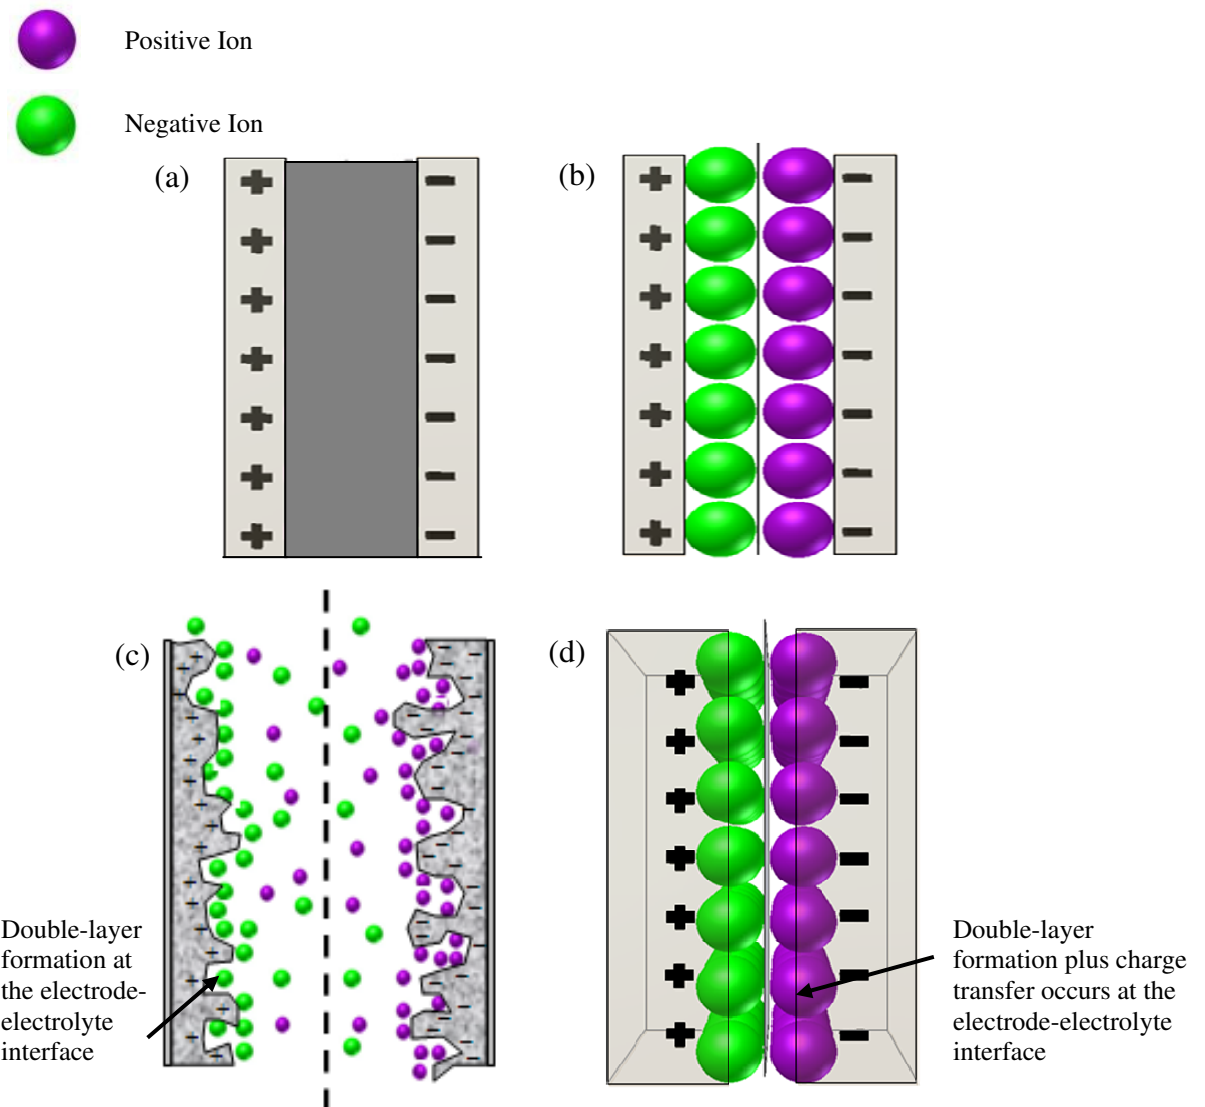 Positive Ion
Negative Ion
(a)
(b)
(c)
(d)
Double-layer
formation at
the electrode-
electrolyte
interface
Double-layer
formation plus charge
transfer occurs at the
electrode-electrolyte
interface